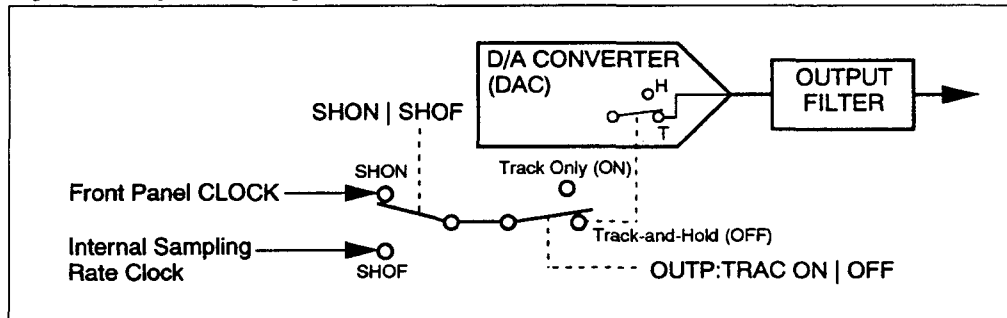 D/A CONVERTER
(DAC)
H
T
OUTPUT
FILTER
SHON | SHOF
SHON
Track Only (ON)
Front Panel CLOCK
Track-and-Hold (OFF)
Internal Sampling
Rate Clock
SHOF
OUTP:TRAC ON | OFF